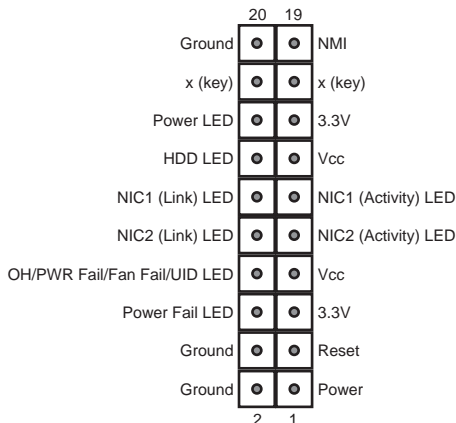 20 19
Ground NMI
x (key) x (key)
Power LED 3.3V
HDD LED Vcc
NIC1 (Link) LED NIC1 (Activity) LED
NIC2 (Link) LED NIC2 (Activity) LED
OH/PWR Fail/Fan Fail/UID LED Vcc
Power Fail LED 3.3V
Ground Reset
Ground Power
2 1